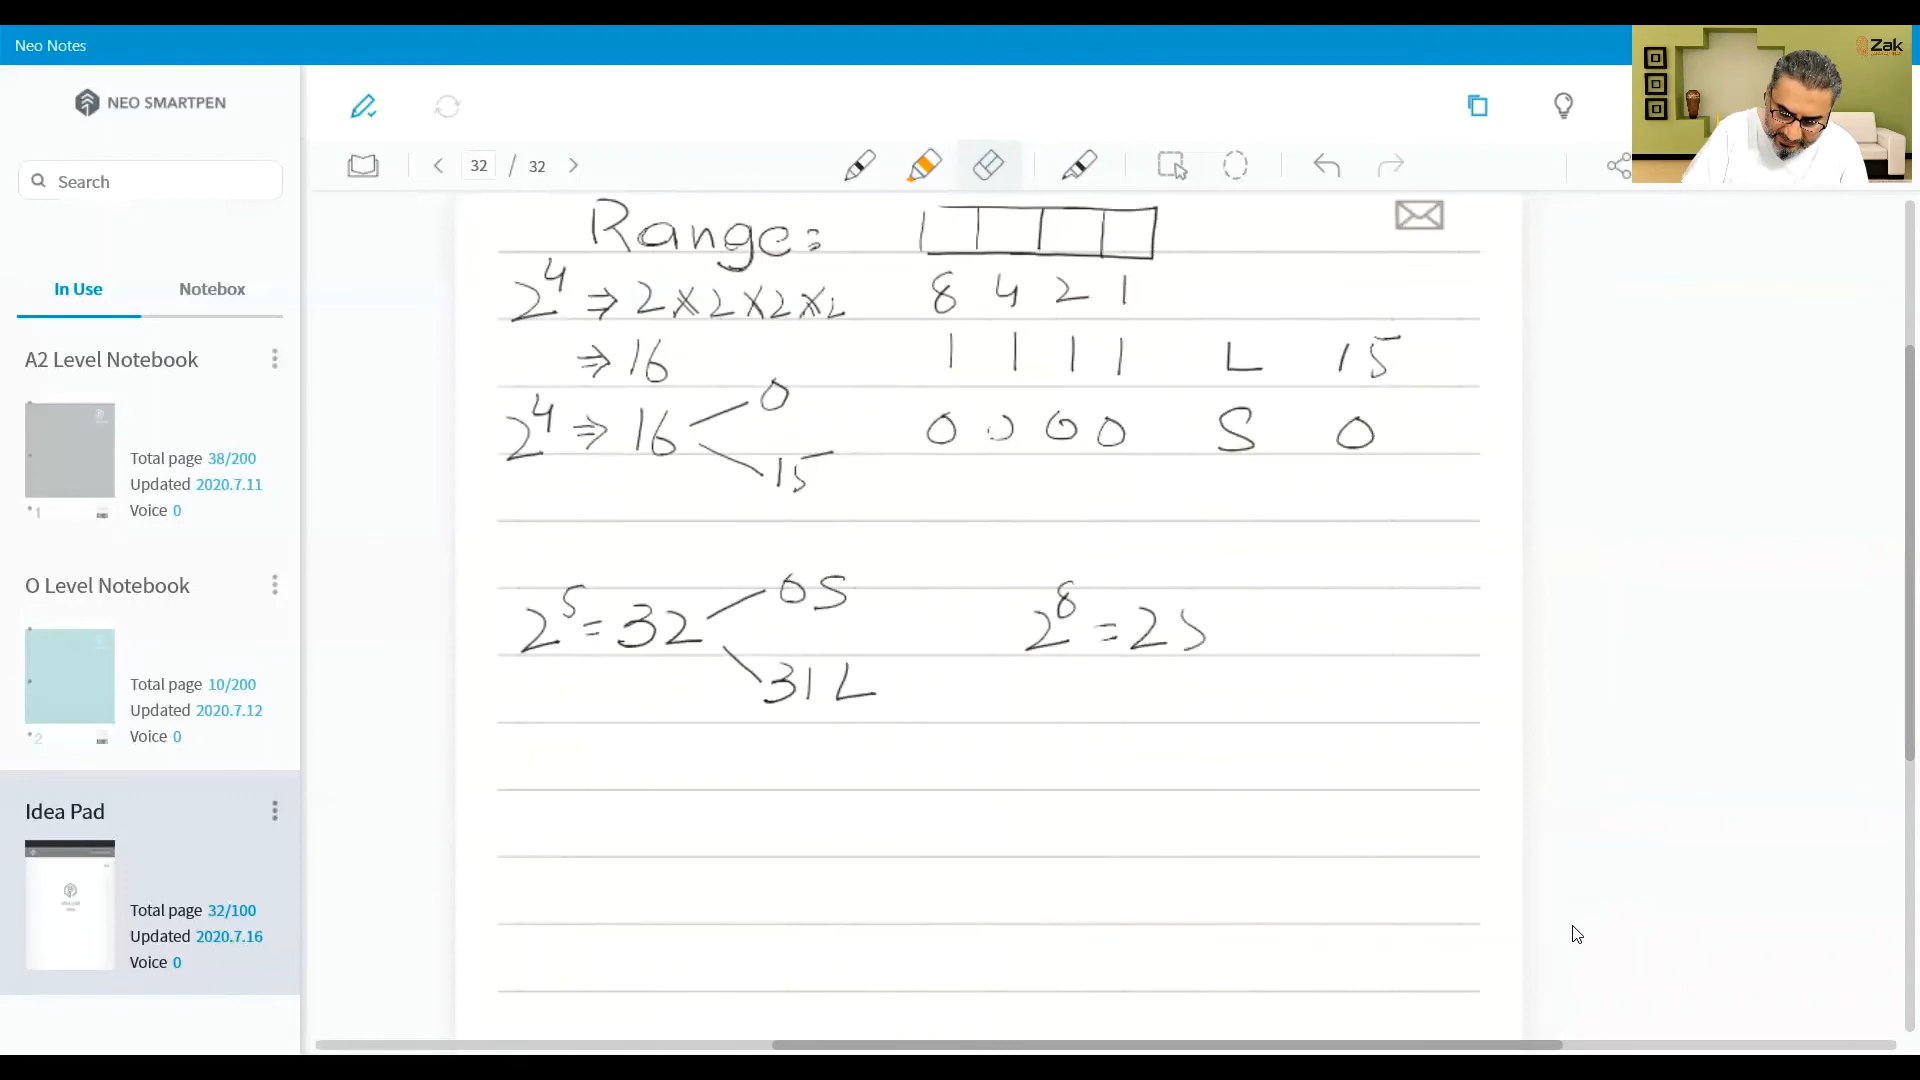 Neo Notes
Zak
NEO SMARTPEN
32 / 32
Search
In Use Notebox
A2 Level Notebook
Total page 38/200
Updated 2020.7.11
Voice 0
1
O Level Notebook
Total page 10/200
Updated 2020.7.12
Voice 0
2
Idea Pad
Total page 32/100
Updated 2020.7.16
Voice 0
Range:
2⁴ ⇒ 2×2×2×2 8 4 2 1
⇒ 16 1 1 1 1 L 15
2⁴ ⇒ 16 0 0 0 0 0 S 0
15
2⁵ = 32 0 S 2⁸ = 25
31 L